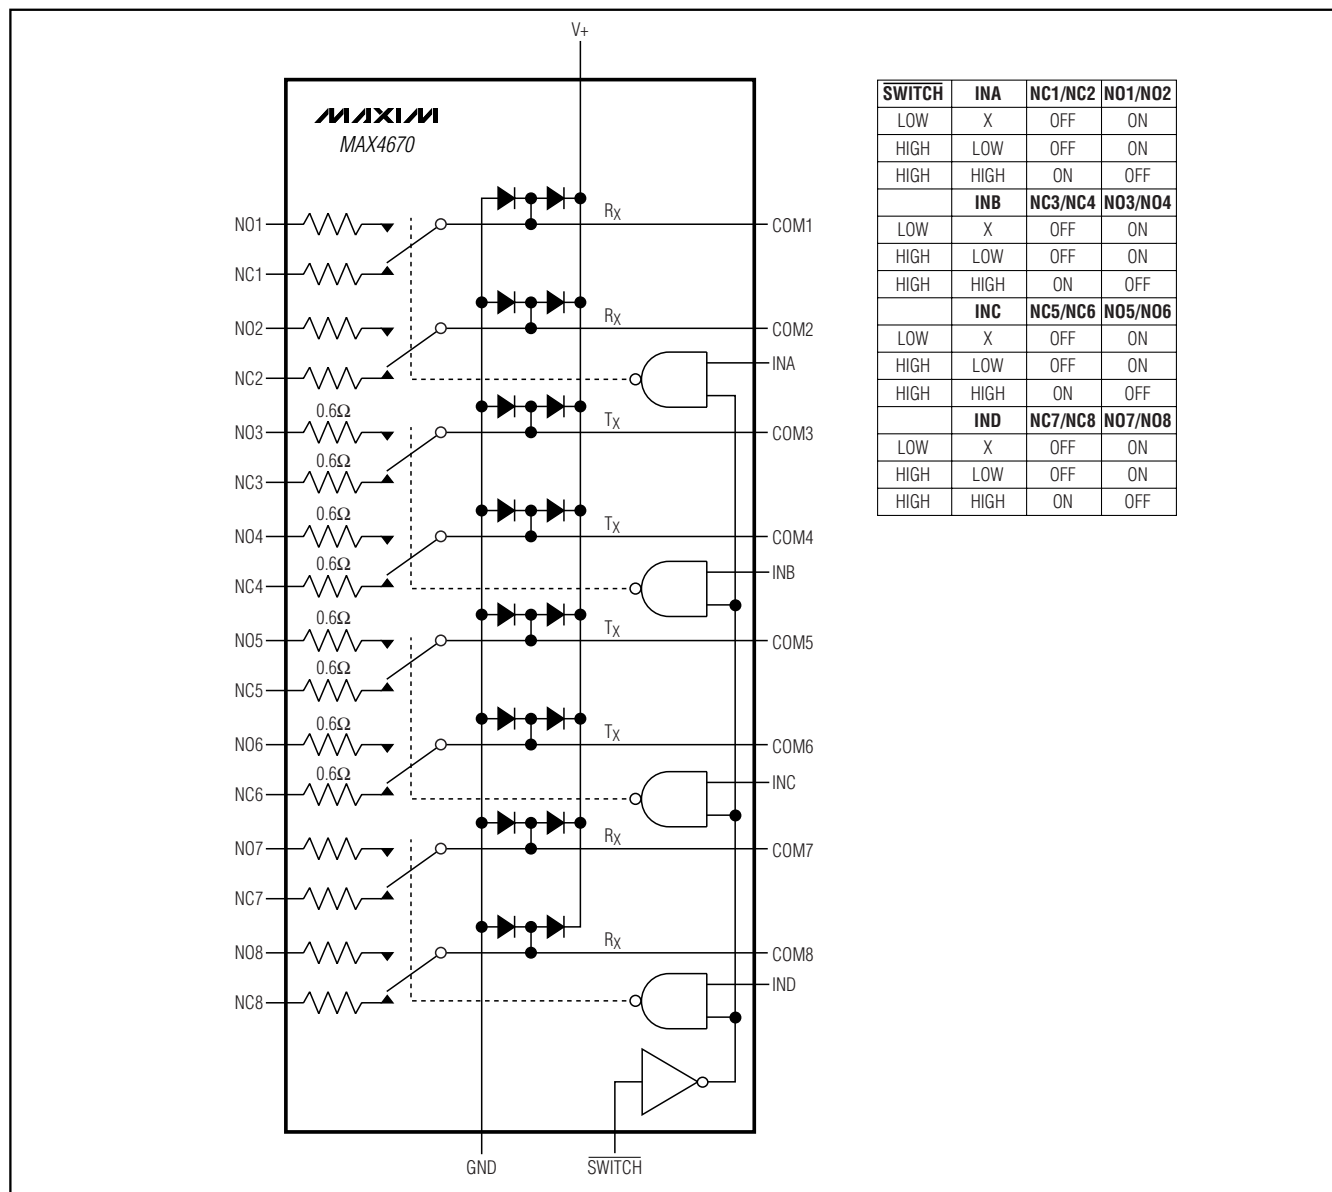 V+
MAXIM
MAX4670
NO1
NC1
NO2
NC2
0.6Ω
NO3
0.6Ω
NC3
0.6Ω
NO4
0.6Ω
NC4
0.6Ω
NO5
0.6Ω
NC5
0.6Ω
NO6
0.6Ω
NC6
NO7
NC7
NO8
NC8
RX
COM1
RX
COM2
INA
TX
COM3
TX
COM4
INB
TX
COM5
TX
COM6
INC
RX
COM7
RX
COM8
IND
GND
SWITCH
SWITCH INA NC1/NC2 NO1/NO2
LOW X OFF ON
HIGH LOW OFF ON
HIGH HIGH ON OFF
INB NC3/NC4 NO3/NO4
LOW X OFF ON
HIGH LOW OFF ON
HIGH HIGH ON OFF
INC NC5/NC6 NO5/NO6
LOW X OFF ON
HIGH LOW OFF ON
HIGH HIGH ON OFF
IND NC7/NC8 NO7/NO8
LOW X OFF ON
HIGH LOW OFF ON
HIGH HIGH ON OFF